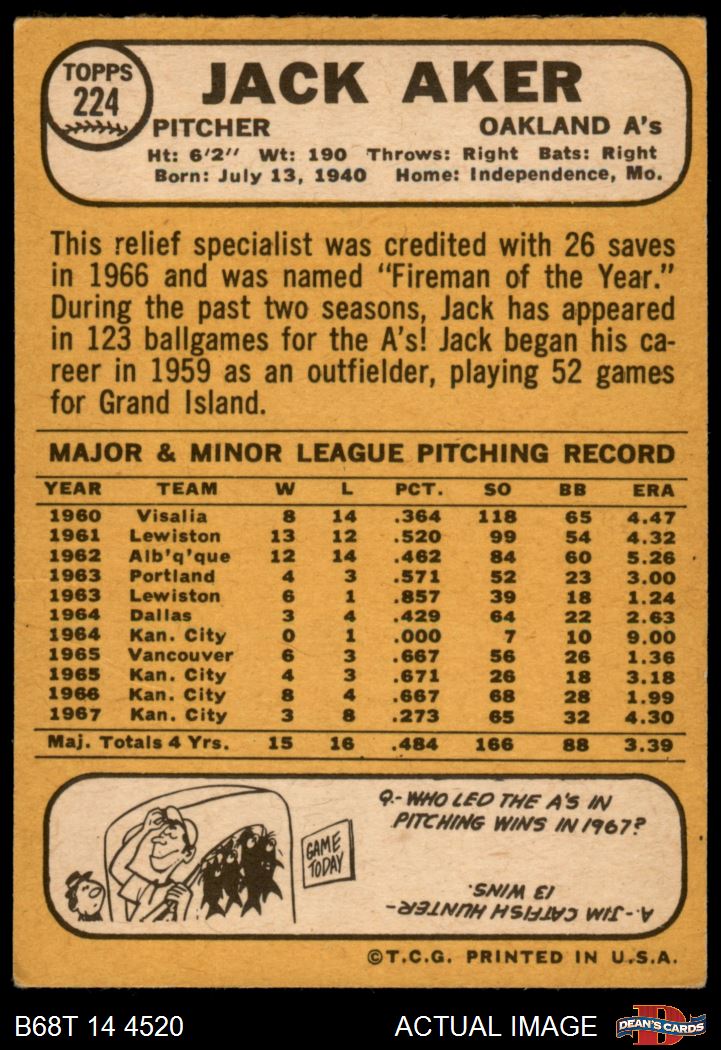 TOPPS
224
JACK AKER
PITCHER OAKLAND A's
Ht: 6'2" Wt: 190 Throws: Right Bats: Right
Born: July 13, 1940 Home: Independence, Mo.
This relief specialist was credited with 26 saves
in 1966 and was named "Fireman of the Year."
During the past two seasons, Jack has appeared
in 123 ballgames for the A's! Jack began his ca-
reer in 1959 as an outfielder, playing 52 games
for Grand Island.
MAJOR & MINOR LEAGUE PITCHING RECORD
YEAR TEAM W L PCT. SO BB ERA
1960 Visalia 8 14 .364 118 65 4.47
1961 Lewiston 13 12 .520 99 54 4.32
1962 Alb'q'que 12 14 .462 84 60 5.26
1963 Portland 4 3 .571 52 23 3.00
1963 Lewiston 6 1 .857 39 18 1.24
1964 Dallas 3 4 .429 64 22 2.63
1964 Kan. City 0 1 .000 7 10 9.00
1965 Vancouver 6 3 .667 56 26 1.36
1965 Kan. City 4 3 .671 26 18 3.18
1966 Kan. City 8 4 .667 68 28 1.99
1967 Kan. City 3 8 .273 65 32 4.30
Maj. Totals 4 Yrs. 15 16 .484 166 88 3.39
GAME
TODAY
Q.- WHO LED THE A'S IN
PITCHING WINS IN 1967?
A.- JIM CATFISH HUNTER-
13 WINS.
©T.C.G. PRINTED IN U.S.A.
B68T 14 4520 ACTUAL IMAGE D DEAN'S CARDS